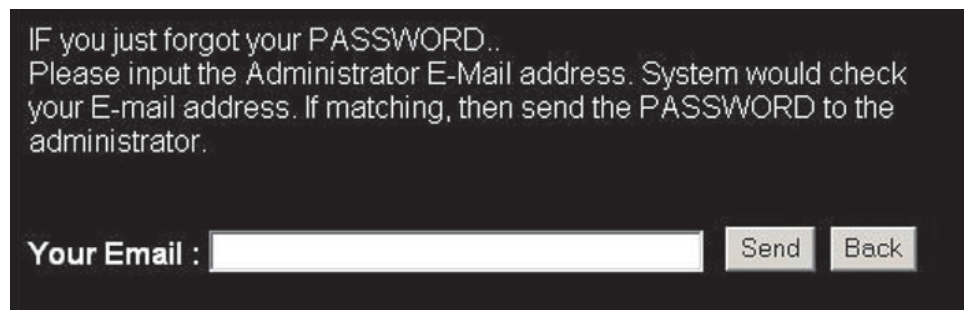 IF you just forgot your PASSWORD..
Please input the Administrator E-Mail address. System would check
your E-mail address. If matching, then send the PASSWORD to the
administrator.
Your Email : Send Back